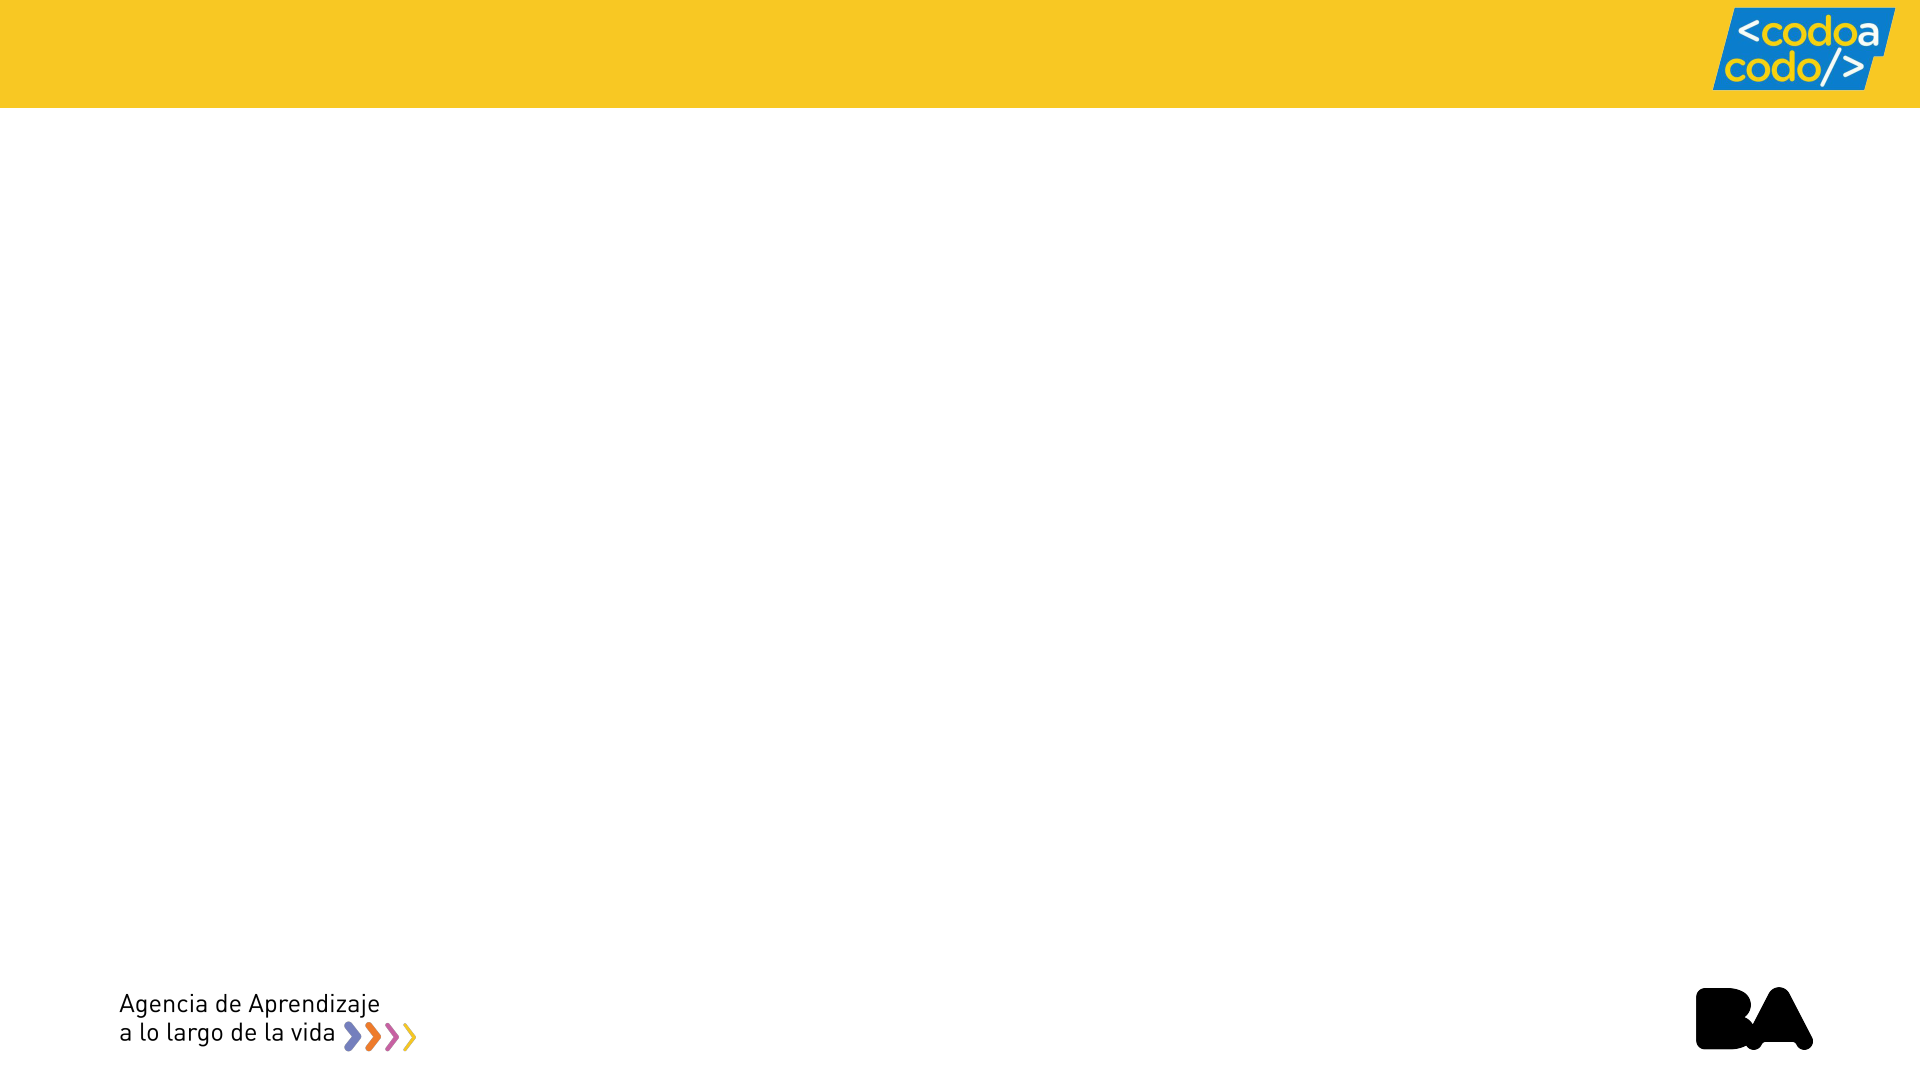 <codoa
codo/>
Agencia de Aprendizaje
a lo largo de la vida
BA